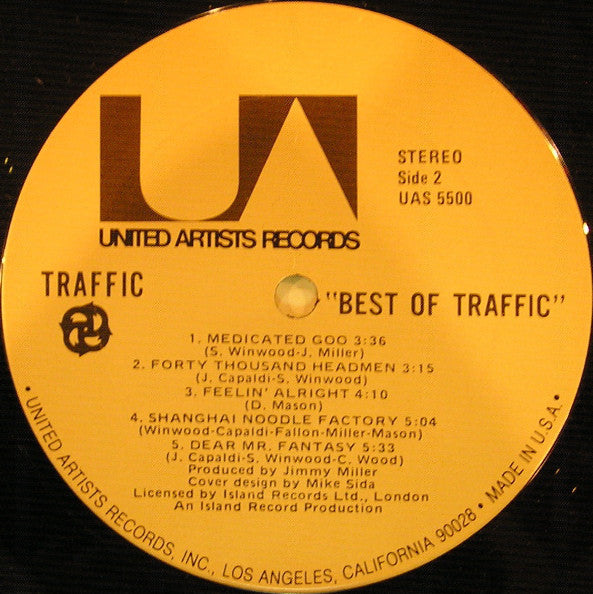 UA
UNITED ARTISTS RECORDS
STEREO
Side 2
UAS 5500
TRAFFIC
"BEST OF TRAFFIC"
1. MEDICATED GOO 3:36
(S. Winwood-J. Miller)
2. FORTY THOUSAND HEADMEN 3:15
(J. Capaldi-S. Winwood)
3. FEELIN' ALRIGHT 4:10
(D. Mason)
4. SHANGHAI NOODLE FACTORY 5:04
(Winwood-Capaldi-Fallon-Miller-Mason)
5. DEAR MR. FANTASY 5:33
(J. Capaldi-S. Winwood-C. Wood)
Produced by Jimmy Miller
Cover design by Mike Sida
Licensed by Island Records Ltd., London
An Island Record Production
• UNITED ARTISTS RECORDS, INC., LOS ANGELES, CALIFORNIA 90028 • MADE IN U.S.A. •